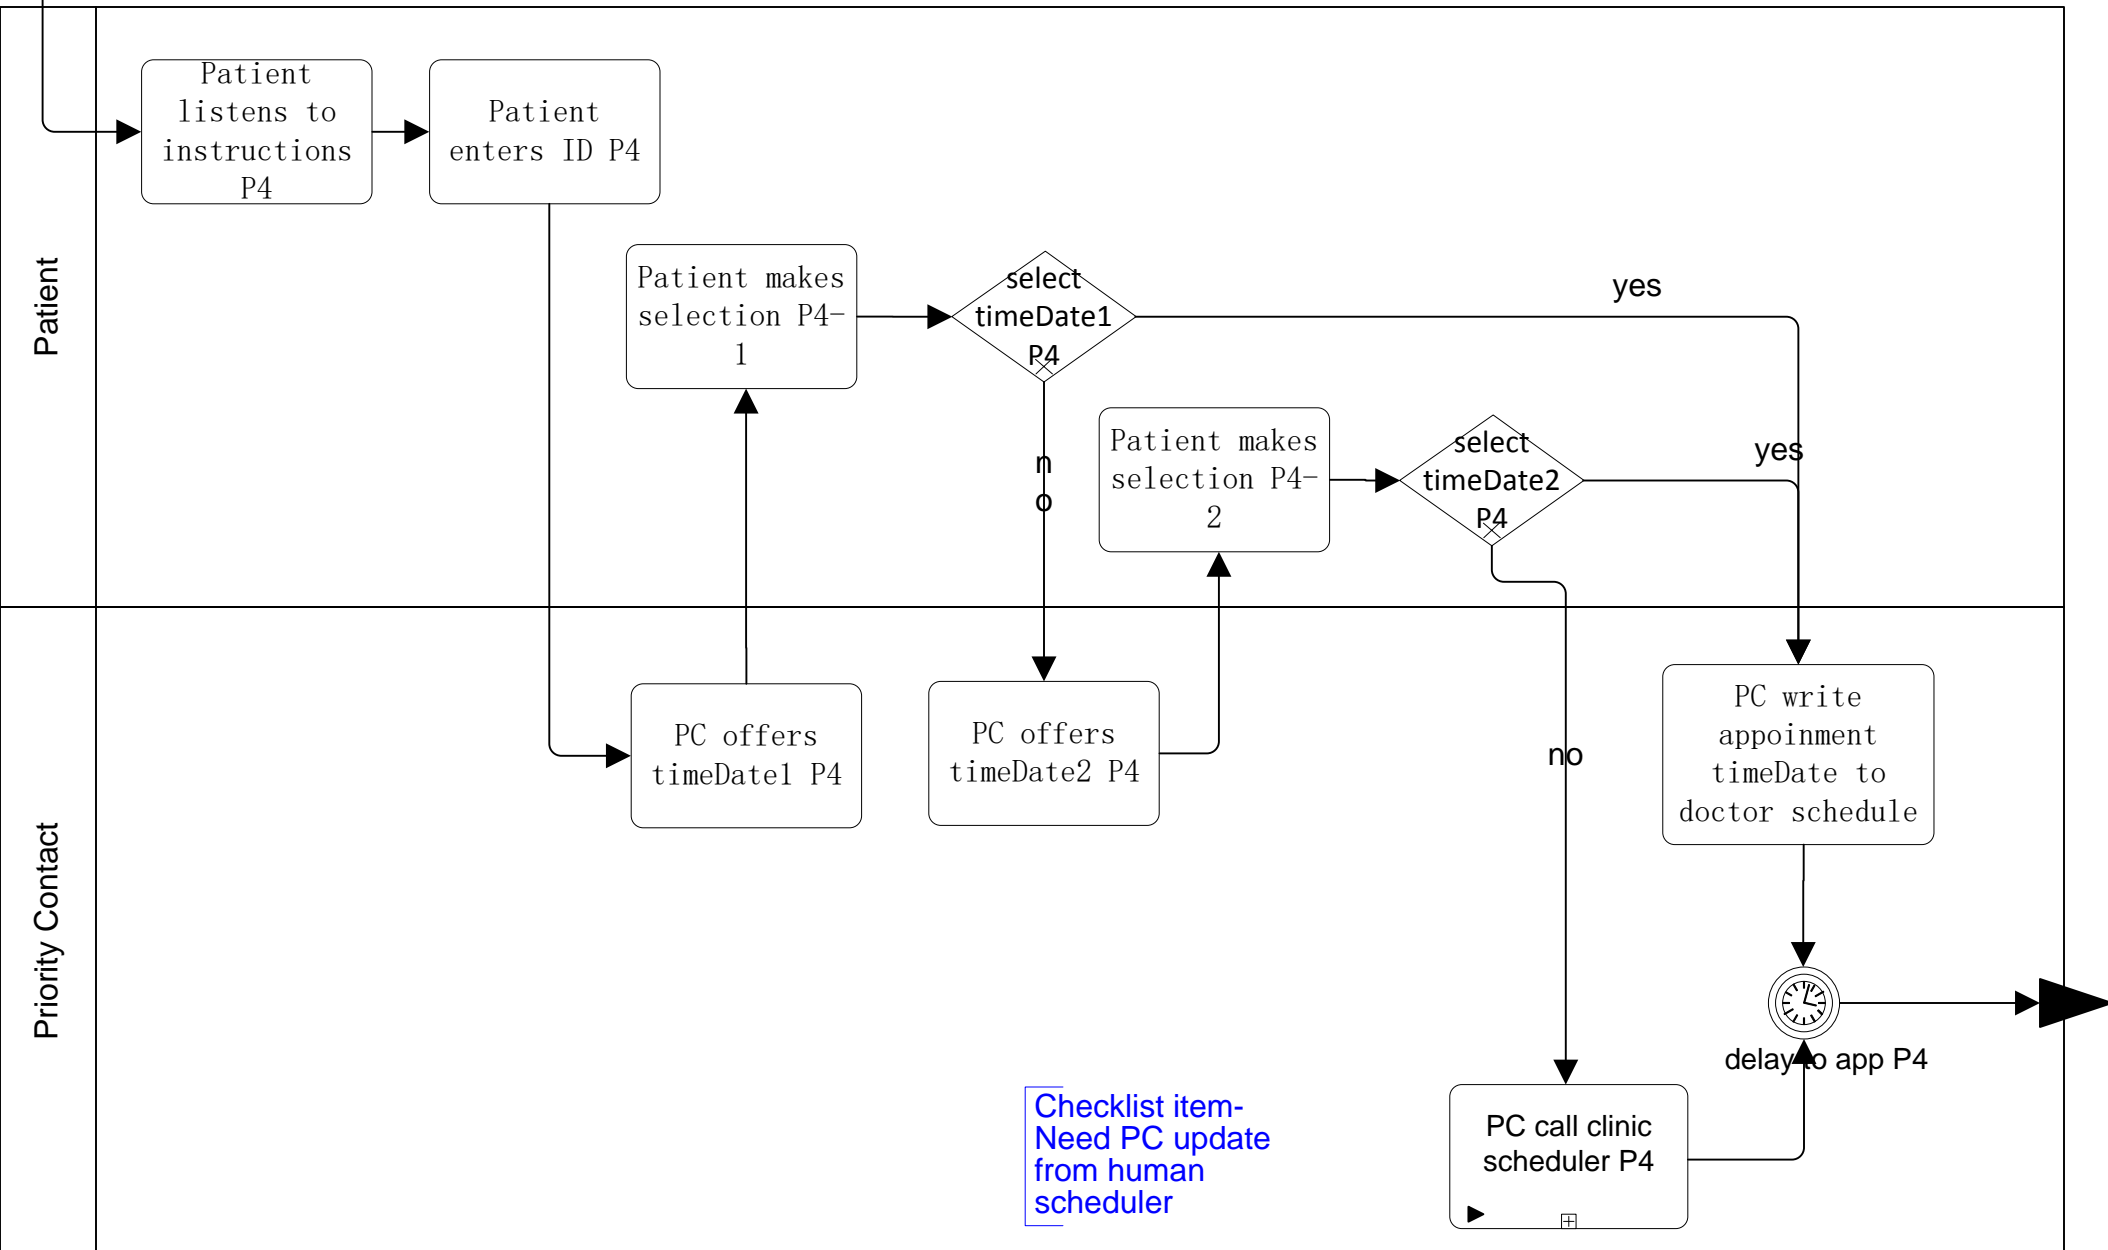 Patient
Patient
listens to
instructions
P4
Patient
enters ID P4
Patient makes
selection P4-
1
select
timeDate1
P4
yes
no
Patient makes
selection P4-
2
select
timeDate2
P4
yes
Priority Contact
PC offers
timeDate1 P4
PC offers
timeDate2 P4
no
PC write
appoinment
timeDate to
doctor schedule
delay to app P4
Checklist item-
Need PC update
from human
scheduler
PC call clinic
scheduler P4